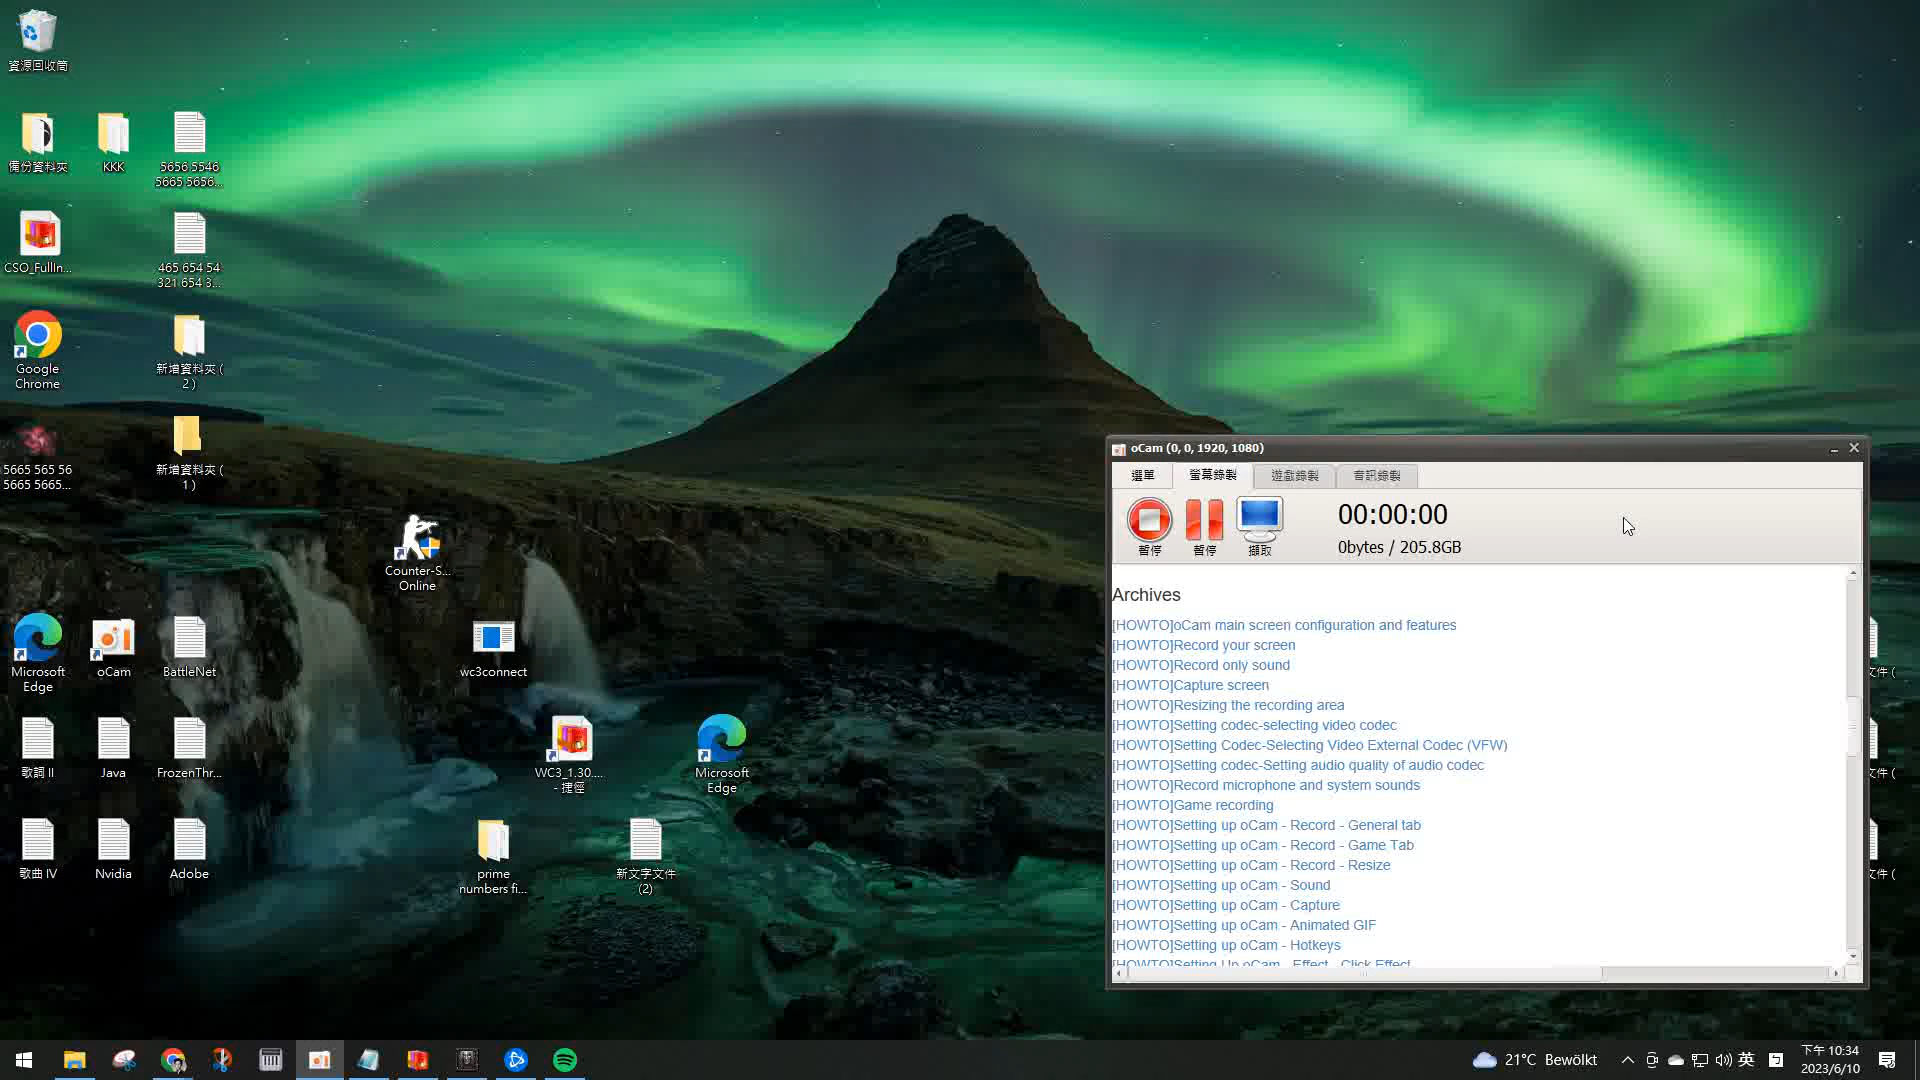 資源回收筒
備份資料夾
KKK
5656 5546
5665 5656...
CSO_FullIn...
465 654 54
321 654 3...
Google
Chrome
新增資料夾 (
2 )
5665 565 56
5665 5665...
新增資料夾 (
1 )
Counter-S...
Online
Microsoft
Edge
oCam
BattleNet
wc3connect
歌詞 II
Java
FrozenThr...
WC3_1.30....
- 捷徑
Microsoft
Edge
歌曲 IV
Nvidia
Adobe
prime
numbers fi...
新文字文件
(2)
oCam (0, 0, 1920, 1080)
選單
螢幕錄製
遊戲錄製
音訊錄製
暫停
暫停
擷取
00:00:00
0bytes / 205.8GB
Archives
[HOWTO]oCam main screen configuration and features
[HOWTO]Record your screen
[HOWTO]Record only sound
[HOWTO]Capture screen
[HOWTO]Resizing the recording area
[HOWTO]Setting codec-selecting video codec
[HOWTO]Setting Codec-Selecting Video External Codec (VFW)
[HOWTO]Setting codec-Setting audio quality of audio codec
[HOWTO]Record microphone and system sounds
[HOWTO]Game recording
[HOWTO]Setting up oCam - Record - General tab
[HOWTO]Setting up oCam - Record - Game Tab
[HOWTO]Setting up oCam - Record - Resize
[HOWTO]Setting up oCam - Sound
[HOWTO]Setting up oCam - Capture
[HOWTO]Setting up oCam - Animated GIF
[HOWTO]Setting up oCam - Hotkeys
[HOWTO]Setting Up oCam - Effect - Click Effect
文件 (
文件 (
文件 (
21°C Bewölkt
英
下午 10:34
2023/6/10